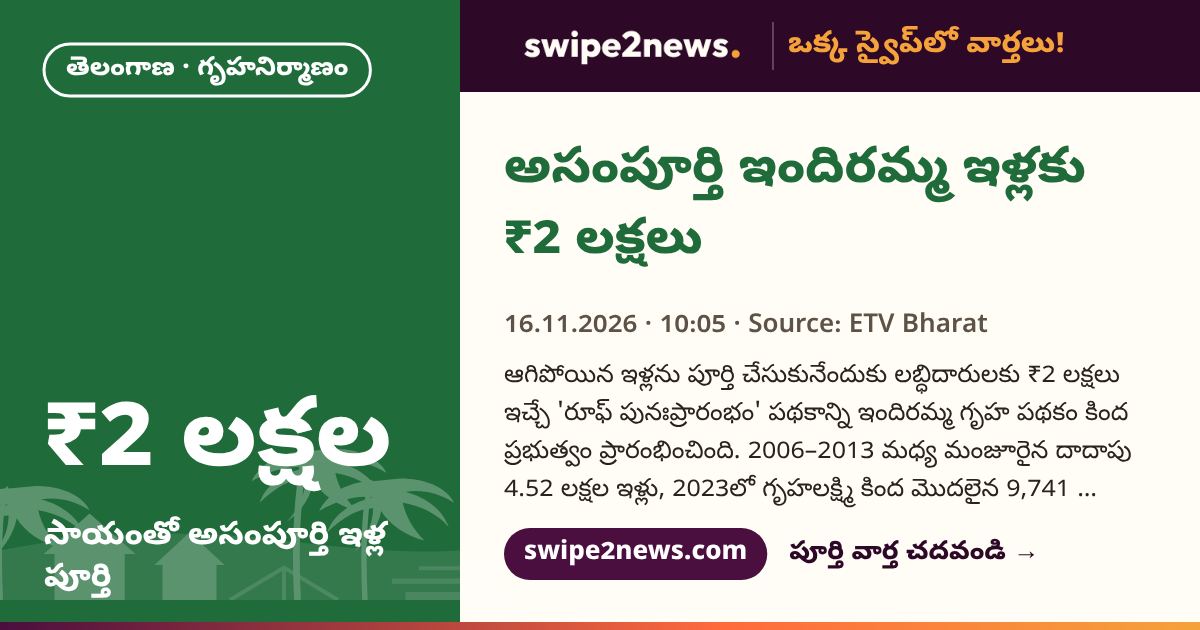 తెలంగాణ · గృహనిర్మాణం
₹2 లక్షల
సాయంతో అసంపూర్తి ఇళ్ల
పూర్తి
swipe2news.
ఒక్క స్వైప్‌లో వార్తలు!
అసంపూర్తి ఇందిరమ్మ ఇళ్లకు
₹2 లక్షలు
16.11.2026 · 10:05 · Source: ETV Bharat
ఆగిపోయిన ఇళ్లను పూర్తి చేసుకునేందుకు లబ్ధిదారులకు ₹2 లక్షలు
ఇచ్చే 'రూఫ్ పునఃప్రారంభం' పథకాన్ని ఇందిరమ్మ గృహ పథకం కింద
ప్రభుత్వం ప్రారంభించింది. 2006–2013 మధ్య మంజూరైన దాదాపు
4.52 లక్షల ఇళ్లు, 2023లో గృహలక్ష్మి కింద మొదలైన 9,741 ...
swipe2news.com
పూర్తి వార్త చదవండి →